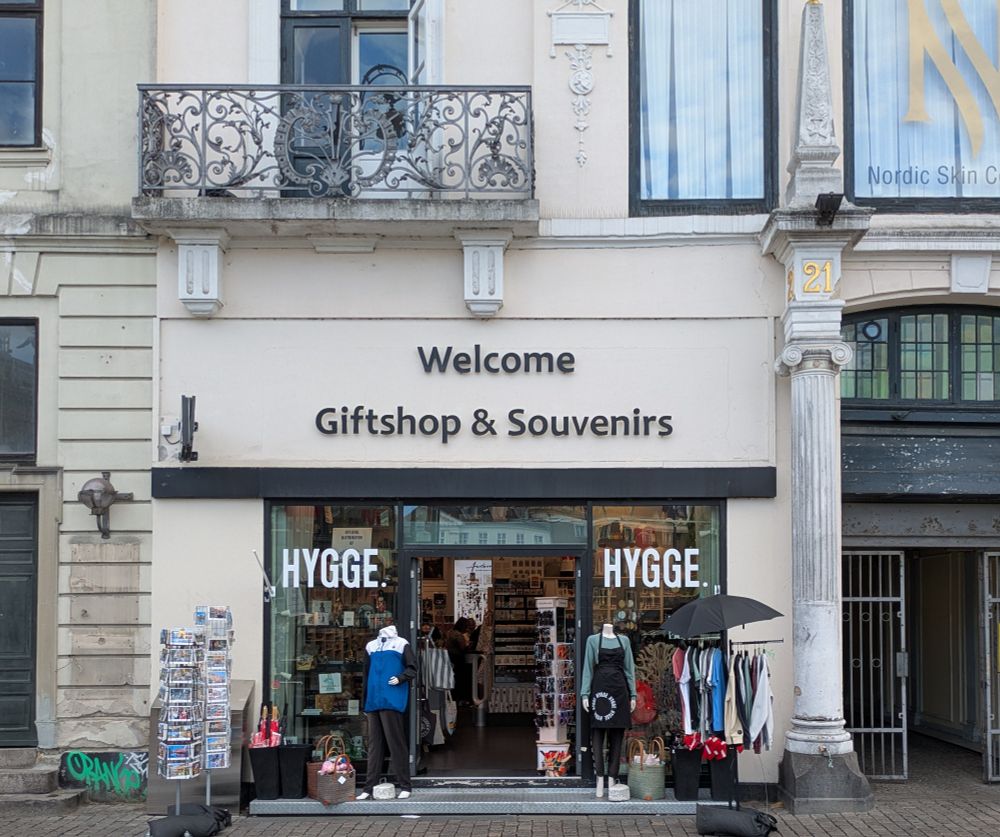 Nordic Skin C
21
Welcome
Giftshop & Souvenirs
HYGGE.
HYGGE.